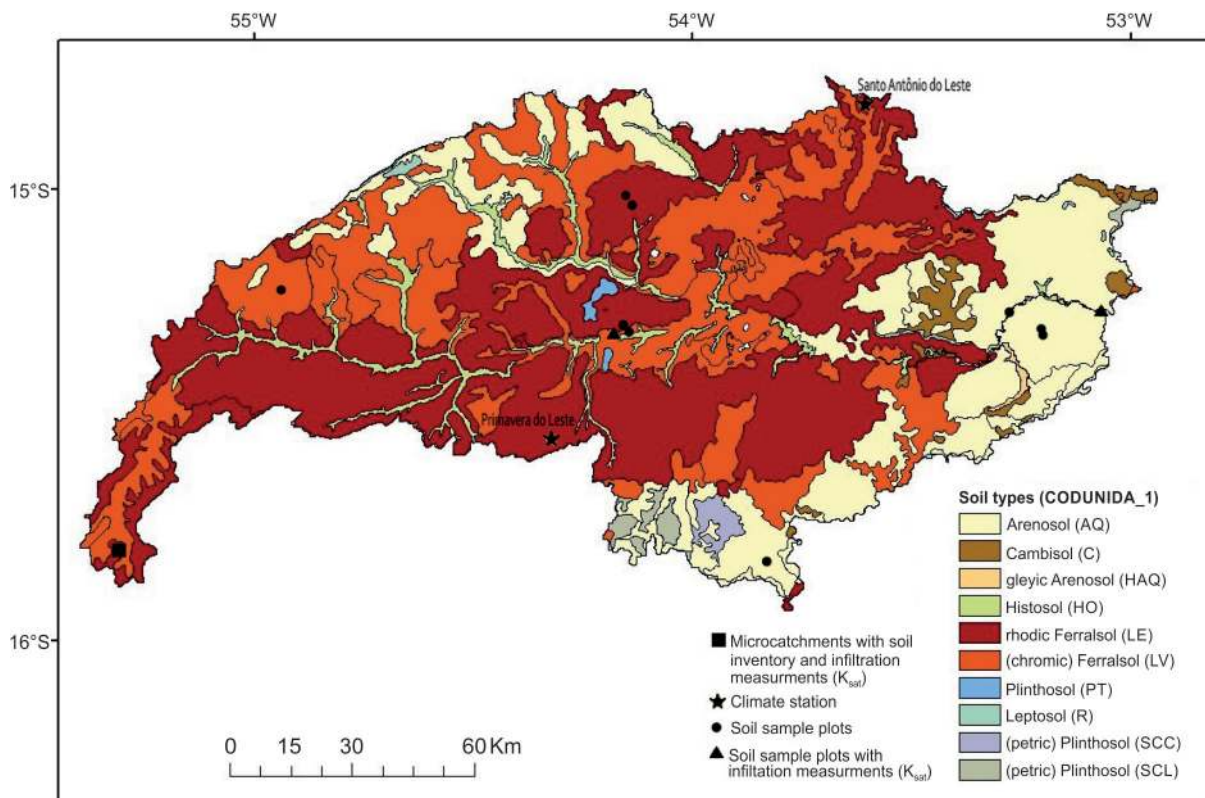 55°W
54°W
53°W
Santo Antônio do Leste
15°S
Primavera do Leste
16°S
Soil types (CODUNIDA_1)
Arenosol (AQ)
Cambisol (C)
gleyic Arenosol (HAQ)
Histosol (HO)
rhodic Ferralsol (LE)
(chromic) Ferralsol (LV)
Plinthosol (PT)
Leptosol (R)
(petric) Plinthosol (SCC)
(petric) Plinthosol (SCL)
Microcatchments with soil
inventory and infiltration
measurments (Ksat)
Climate station
Soil sample plots
Soil sample plots with
infiltation measurments (Ksat)
0 15 30 60 Km